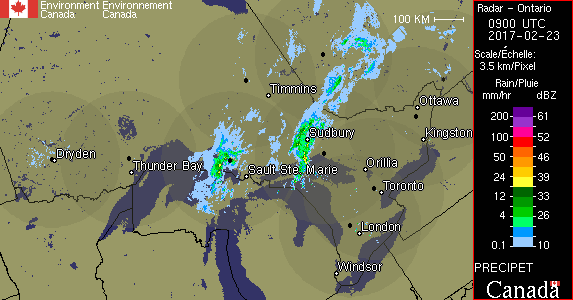 Environment Environnement
Canada Canada
100 KM
Timmins
Ottawa
Sudbury
Kingston
Dryden
Thunder Bay
Sault Ste. Marie
Orillia
Toronto
London
Windsor
Radar - Ontario
0900 UTC
2017-02-23
Scale/Échelle:
3.5 km/Pixel
Rain/Pluie
mm/hr dBZ
200 61
100 52
50 46
24 39
12 33
4 26
0.1 10
PRECIPET
Canada